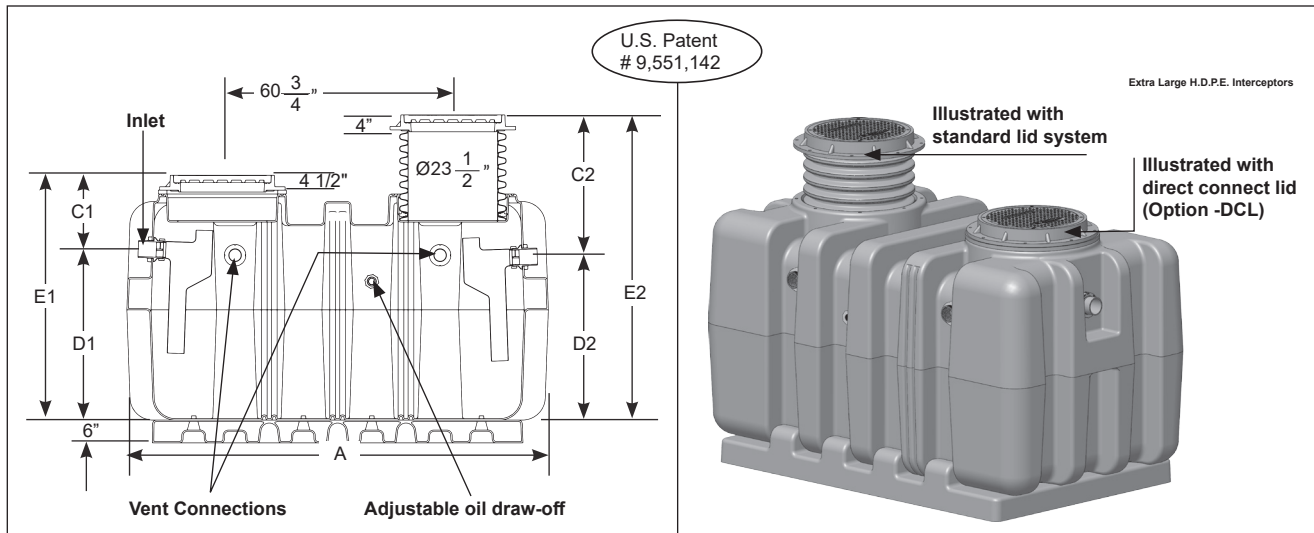 U.S. Patent
# 9,551,142
Extra Large H.D.P.E. Interceptors
60 3/4"
Inlet
4"
Illustrated with
standard lid system
Ø23 1/2"
C2
4 1/2"
C1
Illustrated with
direct connect lid
(Option -DCL)
E1
E2
D1
D2
6"
A
Vent Connections
Adjustable oil draw-off